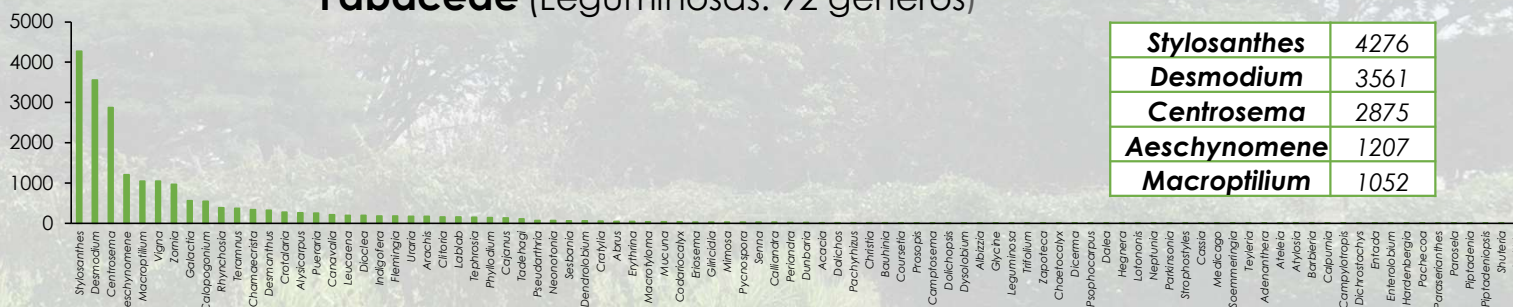 Fabaceae (Leguminosas: 92 géneros)
5000
4000
3000
2000
1000
0
Stylosanthes 4276
Desmodium 3561
Centrosema 2875
Aeschynomene 1207
Macroptilium 1052
Stylosanthes
Desmodium
Centrosema
Aeschynomene
Macroptilium
Vigna
Zornia
Galactia
Calopogonium
Rhynchosia
Teramnus
Chamaecrista
Desmanthus
Crotalaria
Alysicarpus
Pueraria
Canavalia
Leucaena
Dioclea
Indigofera
Flemingia
Uraria
Arachis
Clitoria
Lablab
Tephrosia
Phyllodium
Cajanus
Tadehagi
Pseudarthria
Neonotonia
Sesbania
Dendrolobium
Cratylia
Abrus
Erythrina
Macrotyloma
Mucuna
Codariocalyx
Eriosema
Gliricidia
Mimosa
Pycnospora
Senna
Calliandra
Periandra
Dunbaria
Acacia
Dalichos
Pachyrhizus
Christia
Bauhinia
Coursetia
Prosopis
Camptosema
Dolichopsis
Dysolobium
Albizzia
Glycine
Leguminosa
Trifolium
Zapoteca
Chaetocalyx
Dicerma
Psophocarpus
Dalea
Hegnera
Lotononis
Neptunia
Parkinsonia
Strophostyles
Cassia
Medicago
Soemmeringia
Teyleria
Adenanthera
Ateleia
Atylosia
Barbieria
Calpurnia
Campylotropis
Dichrostachys
Entada
Enterolobium
Hardenbergia
Pachecoa
Paraserianthes
Parosela
Piptadenia
Piptadeniopsis
Shuteria